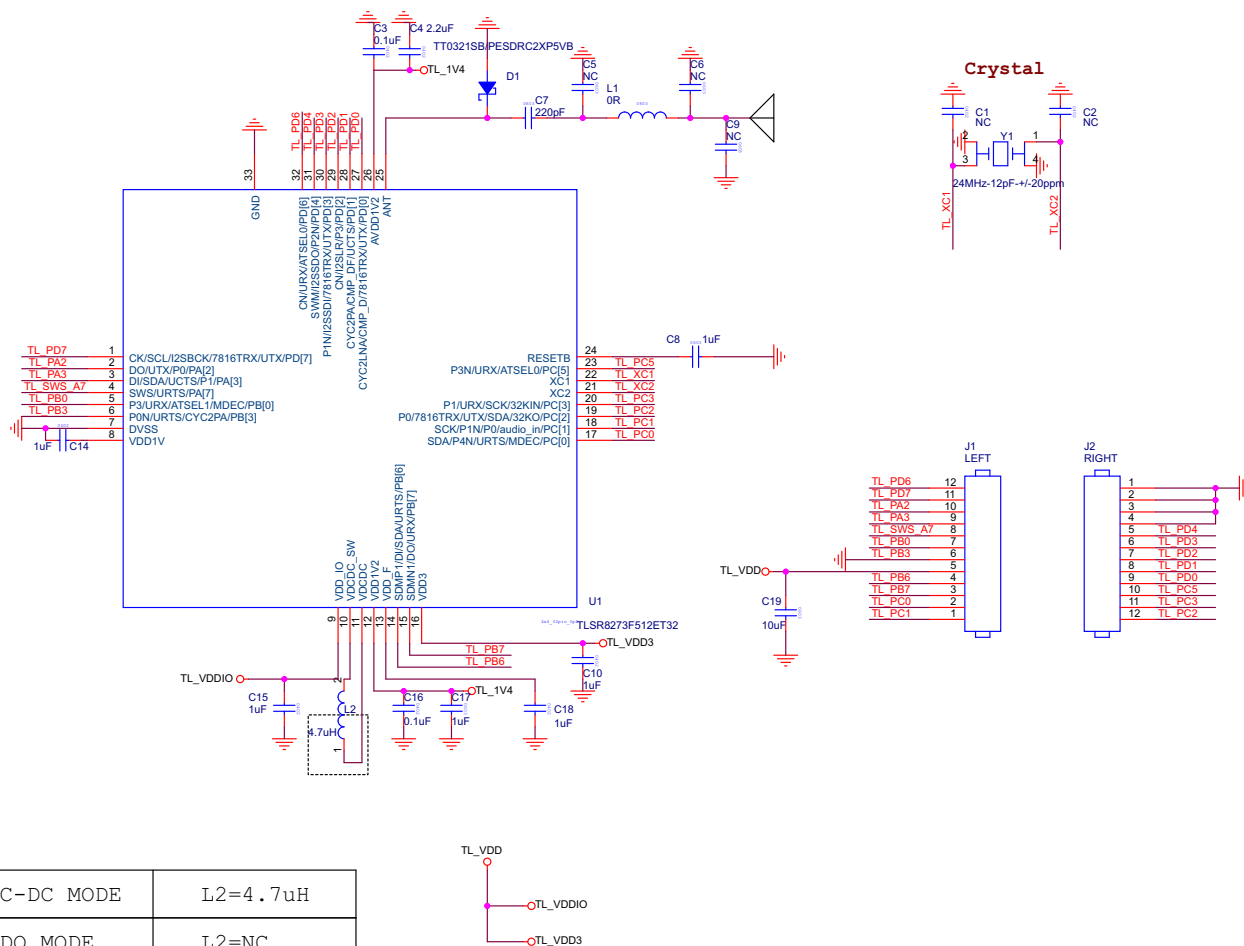 C3
0.1uF
C4 2.2uF
TT0321SB/PESDRC2XP5VB
TL_1V4
D1
C7
220pF
C5
NC
L1
0R
C6
NC
C9
NC
Crystal
C1
NC
C2
NC
2
1
Y1
3
4
24MHz-12pF-+/-20ppm
TL_XC1
TL_XC2
TL_PD6
TL_PD4
TL_PD3
TL_PD2
TL_PD1
TL_PD0
33
32
31
30
29
28
27
26
25
GND
CN/URX/ATSEL0/PD[6]
SWM/I2SSDO/P2N/PD[4]
P1N/I2SSDI/7816TRX/UTX/PD[3]
CN/I2SLR/P3/PD[2]
CYC2PA/CMP_DF/UCTS/PD[1]
CYC2LNA/CMP_D/7816TRX/UTX/PD[0]
AVDD1V2
ANT
TL_PD7 1 CK/SCL/I2SBCK/7816TRX/UTX/PD[7]
TL_PA2 2 DO/UTX/P0/PA[2]
TL_PA3 3 DI/SDA/UCTS/P1/PA[3]
TL_SWS_A7 4 SWS/URTS/PA[7]
TL_PB0 5 P3/URX/ATSEL1/MDEC/PB[0]
TL_PB3 6 P0N/URTS/CYC2PA/PB[3]
7 DVSS
8 VDD1V
1uF C14
RESETB 24
P3N/URX/ATSEL0/PC[5] 23 TL_PC5
XC1 22 TL_XC1
XC2 21 TL_XC2
P1/URX/SCK/32KIN/PC[3] 20 TL_PC3
P0/7816TRX/UTX/SDA/32KO/PC[2] 19 TL_PC2
SCK/P1N/P0/audio_in/PC[1] 18 TL_PC1
SDA/P4N/URTS/MDEC/PC[0] 17 TL_PC0
C8 1uF
VDD_IO
VDCDC_SW
VCDC
VDD1V2
VDD_F
SDMP1/DI/SDA/URTS/PB[6]
SDMN1/DO/URX/PB[7]
VDD3
9
10
11
12
13
14
15
16
U1
TLSR8273F512ET32
TL_PB7
TL_PB6
TL_VDD3
C10
1uF
TL_VDDIO
C15
1uF
2
L2
4.7uH
1
C16
0.1uF
C17
1uF
TL_1V4
C18
1uF
J1
LEFT
TL_PD6 12
TL_PD7 11
TL_PA2 10
TL_PA3 9
TL_SWS_A7 8
TL_PB0 7
TL_PB3 6
5
TL_PB6 4
TL_PB7 3
TL_PC0 2
TL_PC1 1
TL_VDD
C19
10uF
J2
RIGHT
1
2
3
4
5 TL_PD4
6 TL_PD3
7 TL_PD2
8 TL_PD1
9 TL_PD0
10 TL_PC5
11 TL_PC3
12 TL_PC2
C-DC MODE L2=4.7uH
DO MODE L2=NC
TL_VDD
TL_VDDIO
TL_VDD3